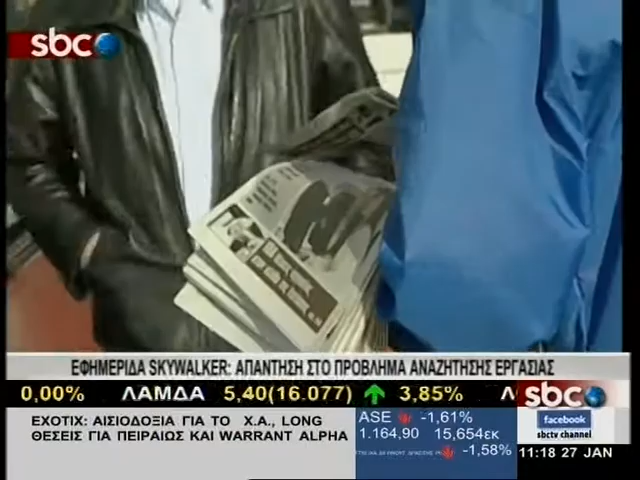 sbc
ΕΦΗΜΕΡΙΔΑ SKYWALKER: ΑΠΑΝΤΗΣΗ ΣΤΟ ΠΡΟΒΛΗΜΑ ΑΝΑΖΗΤΗΣΗΣ ΕΡΓΑΣΙΑΣ
0,00% ΛΑΜΔΑ 5,40(16.077) 3,85%
sbc
EXOTIX: ΑΙΣΙΟΔΟΞΙΑ ΓΙΑ ΤΟ Χ.Α., LONG
ΘΕΣΕΙΣ ΓΙΑ ΠΕΙΡΑΙΩΣ ΚΑΙ WARRANT ALPHA
ASE -1,61%
1.164,90 15,654εκ
-1,58%
facebook
sbctv channel
11:18 27 JAN